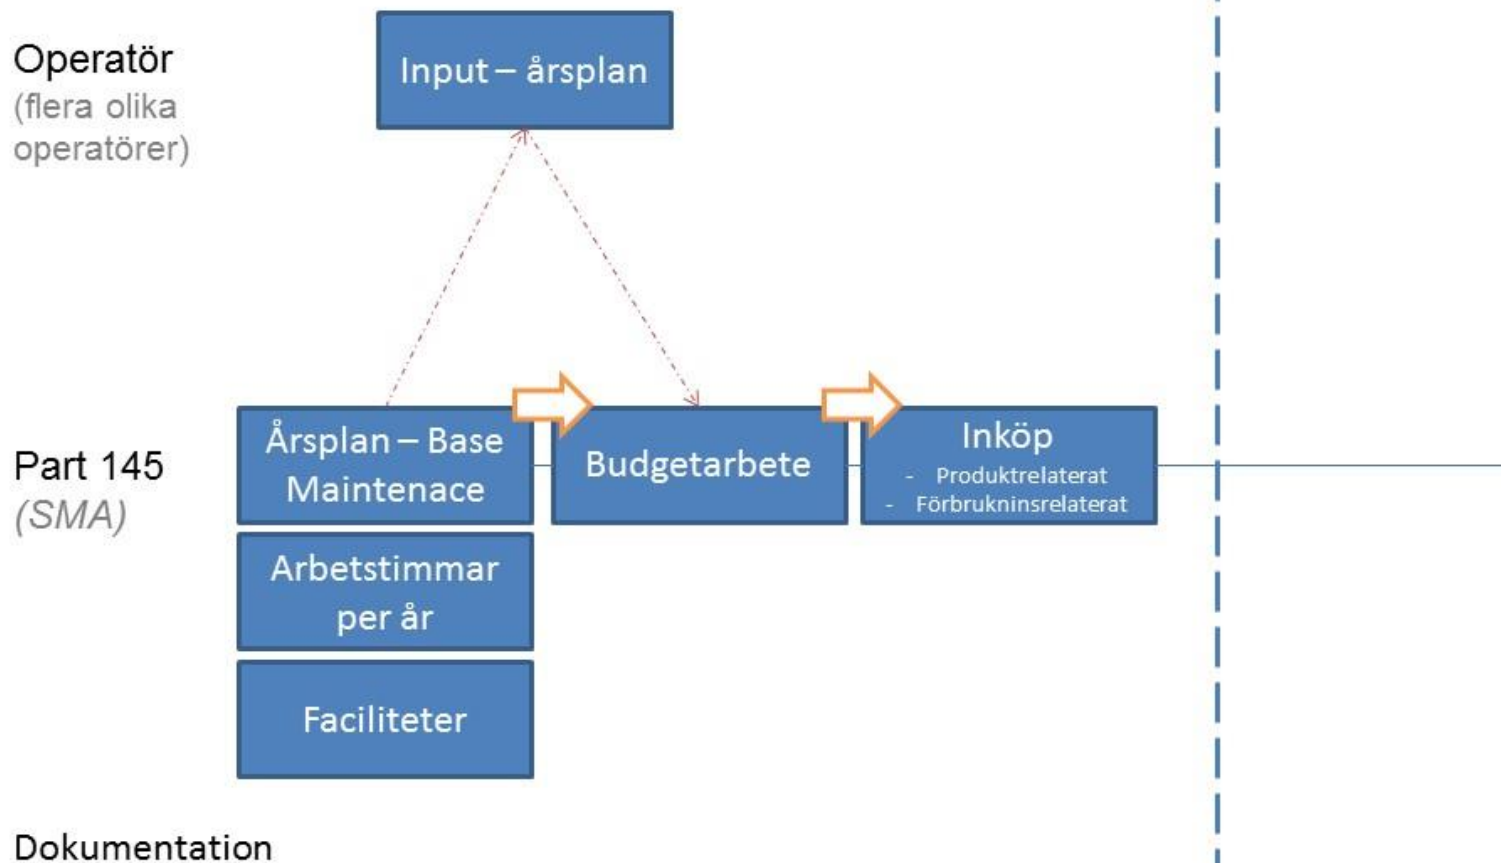 Operatör
(flera olika
operatörer)
Input – årsplan
Part 145
(SMA)
Årsplan – Base
Maintenace
Budgetarbete
Inköp
- Produktrelaterat
- Förbrukninsrelaterat
Arbetstimmar
per år
Faciliteter
Dokumentation